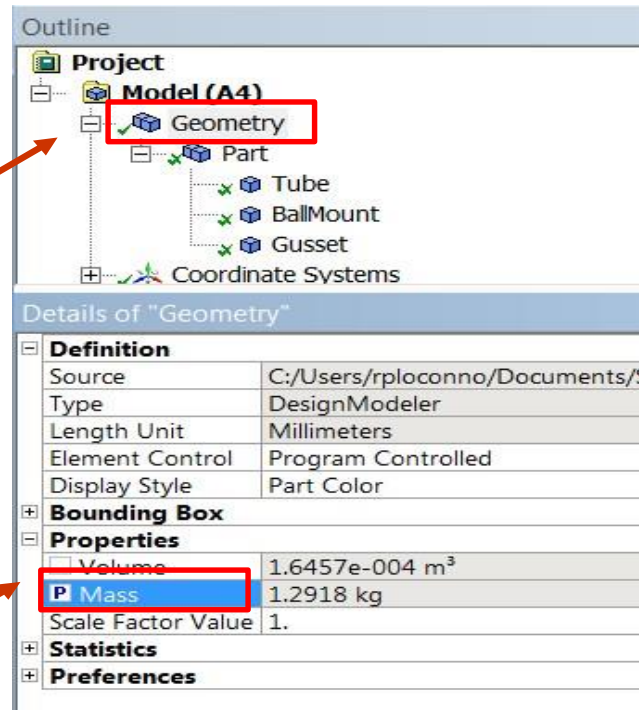 Outline
Project
Model (A4)
Geometry
Part
Tube
BallMount
Gusset
Coordinate Systems
Details of "Geometry"
Definition
Source C:/Users/rploconno/Documents/S
Type DesignModeler
Length Unit Millimeters
Element Control Program Controlled
Display Style Part Color
Bounding Box
Properties
Volume 1.6457e-004 m³
P Mass 1.2918 kg
Scale Factor Value 1.
Statistics
Preferences